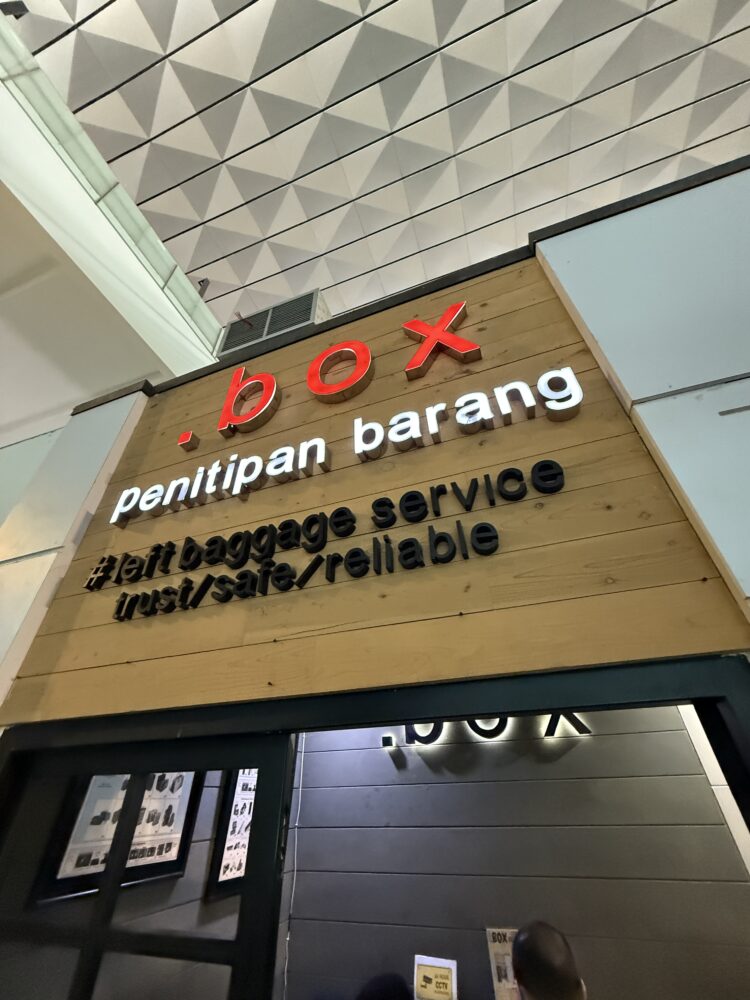 .box
penitipan barang
#left baggage service
trust/safe/reliable
.box
BOX
CCTV